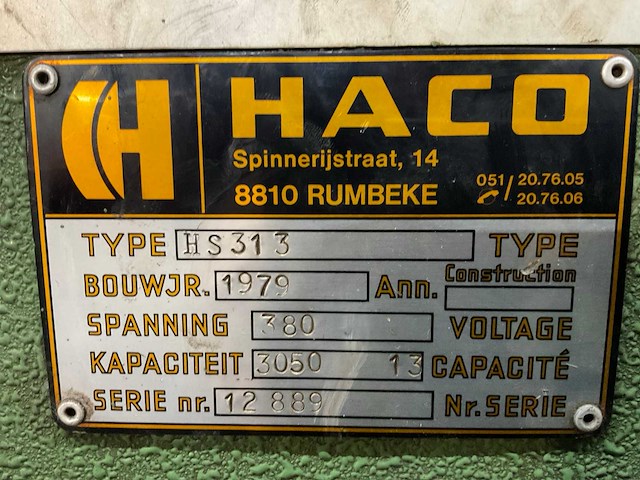 H HACO
Spinnerijstraat, 14
8810 RUMBEKE
051/ 20.76.05
20.76.06
TYPE HS313 TYPE
BOUWJR. 1979 Ann. Construction
SPANNING 380 VOLTAGE
KAPACITEIT 3050 13 CAPACITÉ
SERIE nr. 12 889 Nr. SERIE